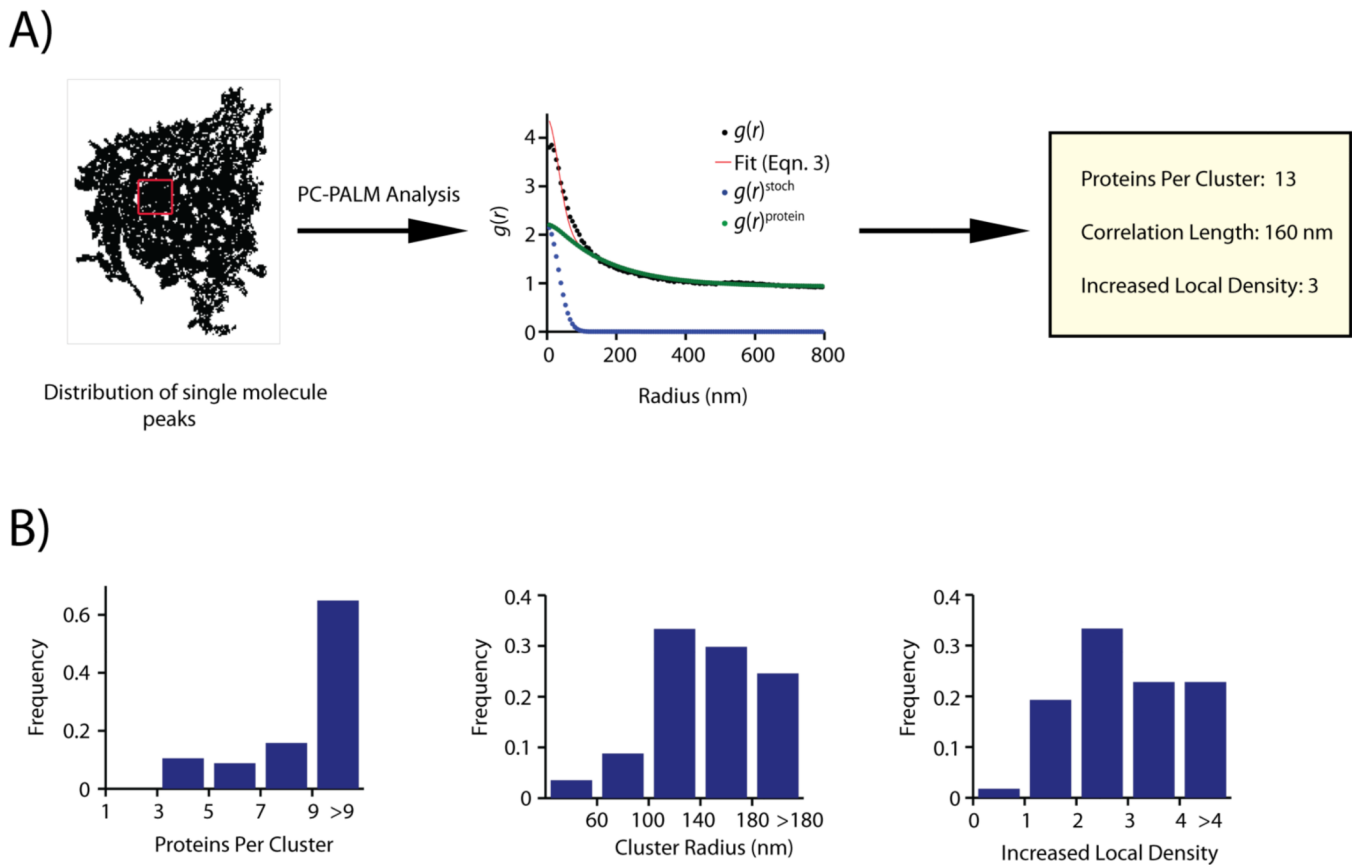 A)
Distribution of single molecule
peaks
PC-PALM Analysis
g(r)
4
3
2
1
0
0 200 400 600 800
Radius (nm)
g(r)
Fit (Eqn. 3)
g(r)stoch
g(r)protein
Proteins Per Cluster: 13
Correlation Length: 160 nm
Increased Local Density: 3
B)
Frequency
0.6
0.4
0.2
0
1 3 5 7 9 >9
Proteins Per Cluster
Frequency
0.4
0.3
0.2
0.1
0
60 100 140 180 >180
Cluster Radius (nm)
Frequency
0.4
0.3
0.2
0.1
0
0 1 2 3 4 >4
Increased Local Density